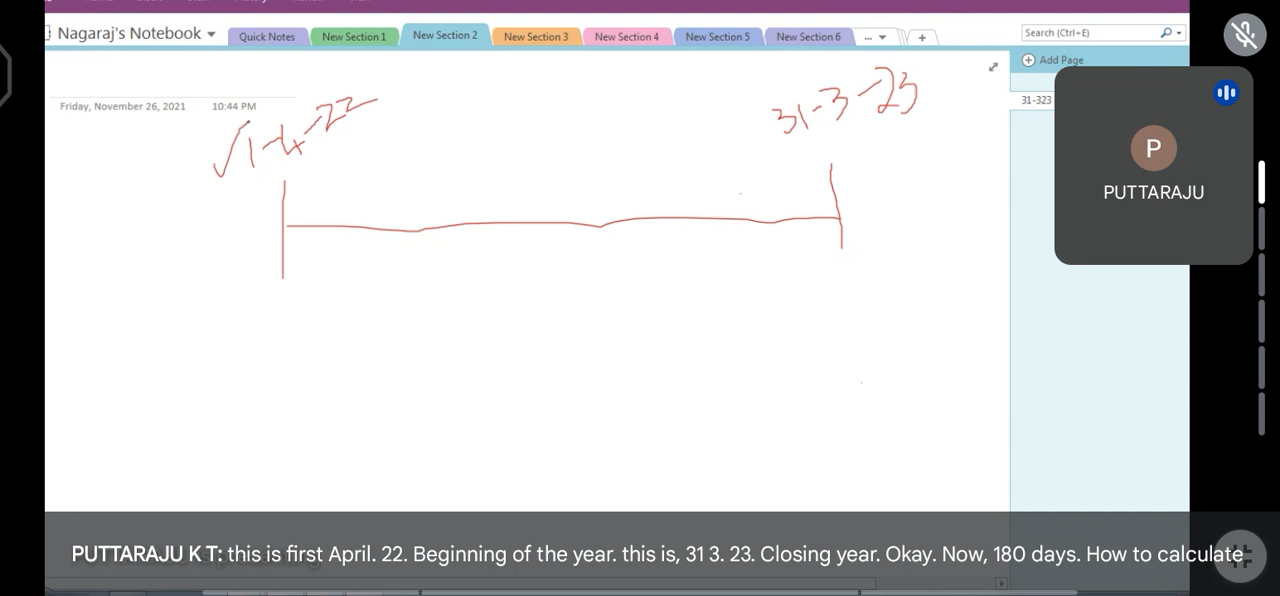 Nagaraj's Notebook
Quick Notes
New Section 1
New Section 2
New Section 3
New Section 4
New Section 5
New Section 6
...
Search (Ctrl+E)
Add Page
31-323
Friday, November 26, 2021 10:44 PM
1-4-22
31-3-23
P
PUTTARAJU
PUTTARAJU K T: this is first April. 22. Beginning of the year. this is, 31 3. 23. Closing year. Okay. Now, 180 days. How to calculate